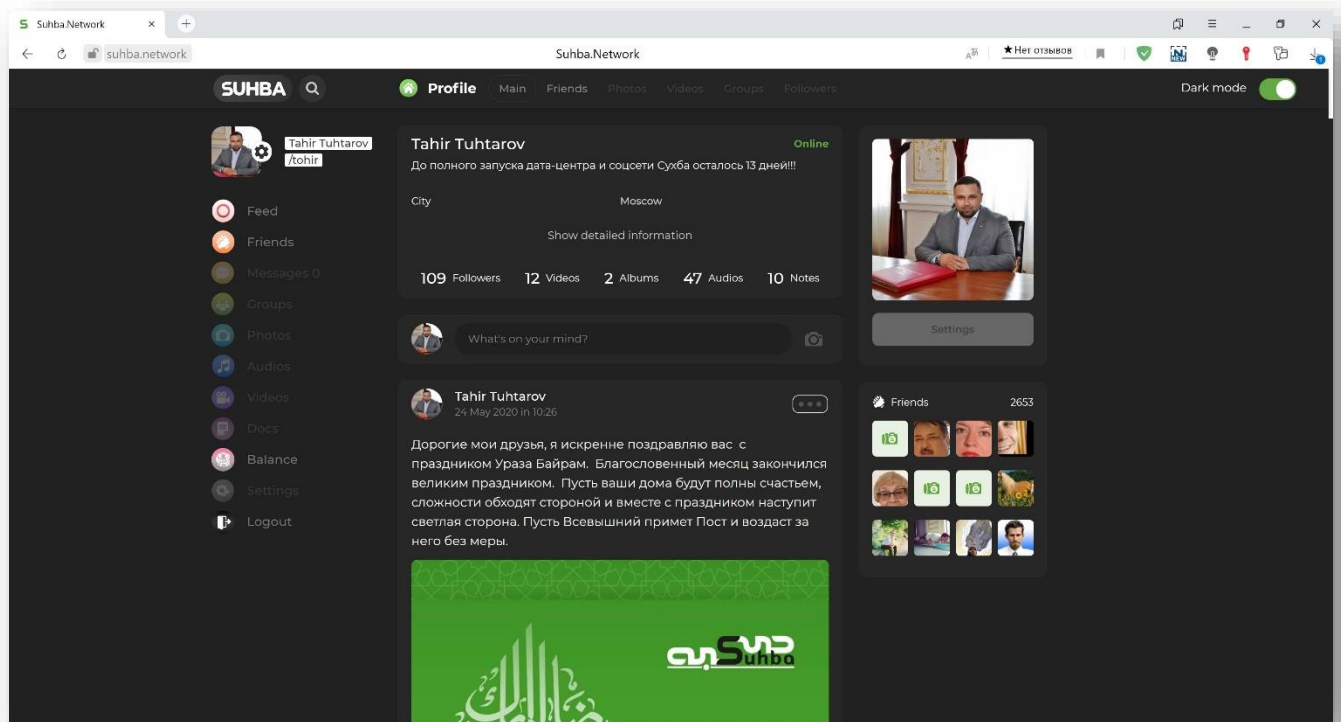 Suhba.Network
suhba.network
Suhba.Network
★ Нет отзывов
SUHBA
Profile Main Friends Photos Videos Groups Followers
Dark mode
Tahir Tuhtarov
/tohir
Feed
Friends
Messages 0
Groups
Photos
Audios
Videos
Docs
Balance
Settings
Logout
Tahir Tuhtarov
Online
До полного запуска дата-центра и соцсети Сухба осталось 13 дней!!!
City Moscow
Show detailed information
109 Followers 12 Videos 2 Albums 47 Audios 10 Notes
What's on your mind?
Tahir Tuhtarov
24 May 2020 in 10:26
Дорогие мои друзья, я искренне поздравляю вас с
праздником Ураза Байрам. Благословенный месяц закончился
великим праздником. Пусть ваши дома будут полны счастьем,
сложности обходят стороной и вместе с праздником наступит
светлая сторона. Пусть Всевышний примет Пост и воздаст за
него без меры.
Suhba
Settings
Friends 2653